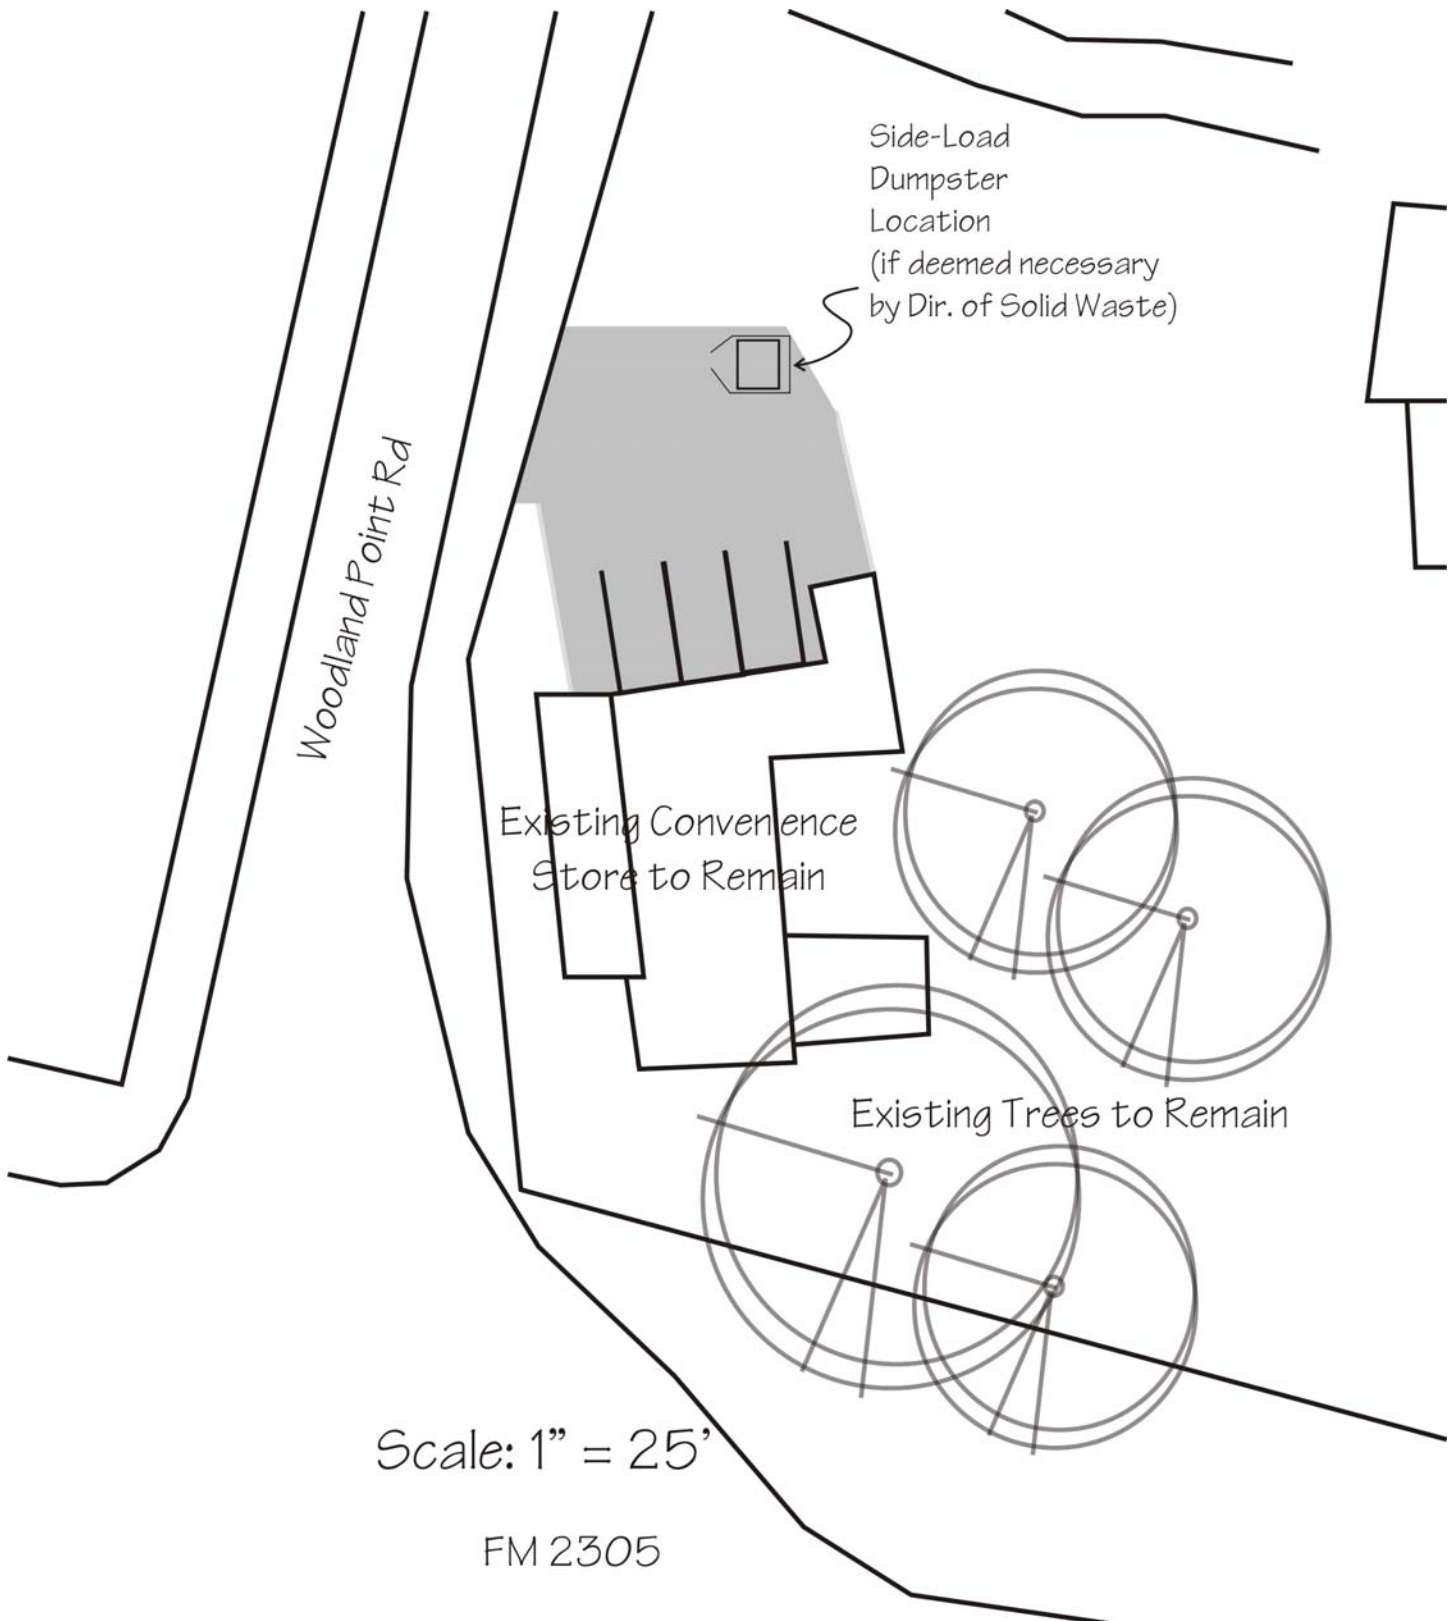 Side-Load
Dumpster
Location
(if deemed necessary
by Dir. of Solid Waste)
Woodland Point Rd
Existing Convenience
Store to Remain
Existing Trees to Remain
Scale: 1” = 25’
FM 2305